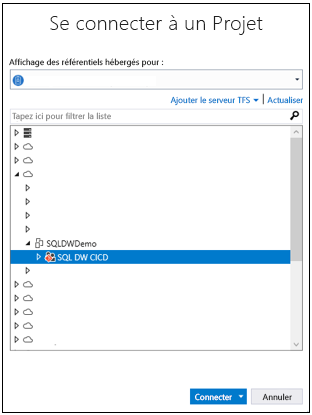 Se connecter à un Projet
Affichage des référentiels hébergés pour :
Ajouter le serveur TFS | Actualiser
Tapez ici pour filtrer la liste
SQLDWDemo
SQL DW CICD
Connecter
Annuler